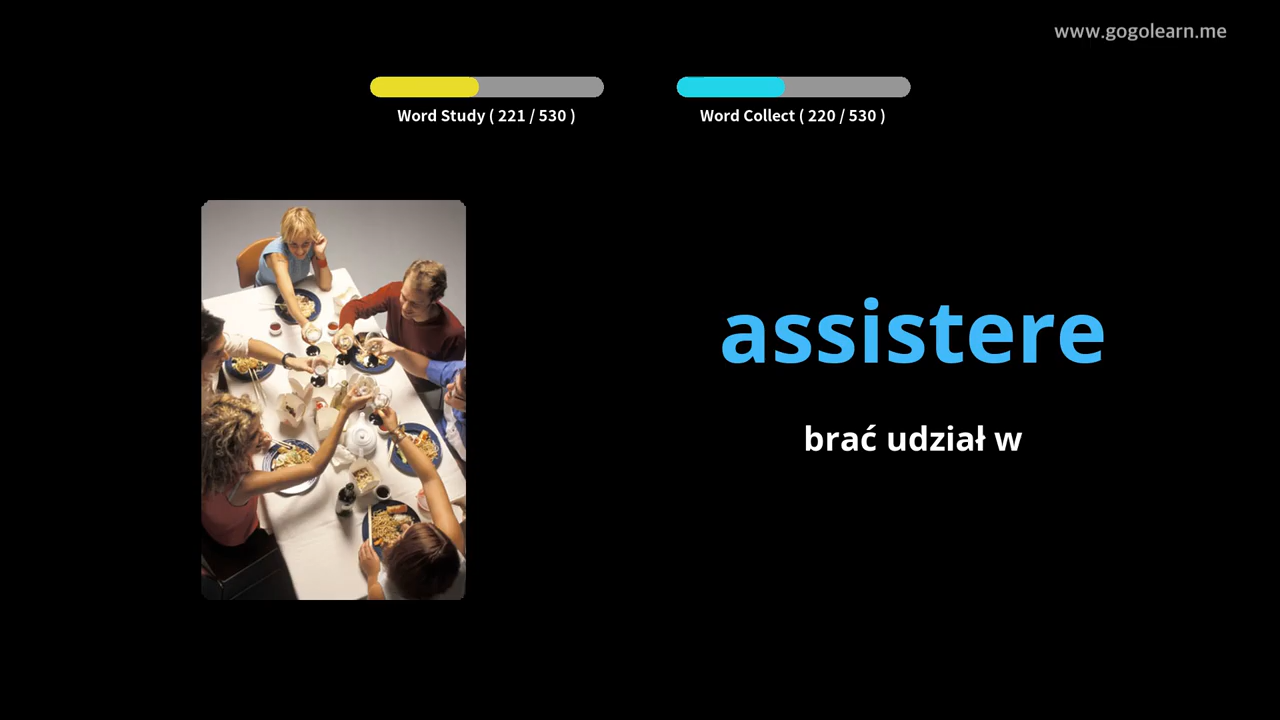 www.gogolearn.me
Word Study ( 221 / 530 )
Word Collect ( 220 / 530 )
assistere
brać udział w